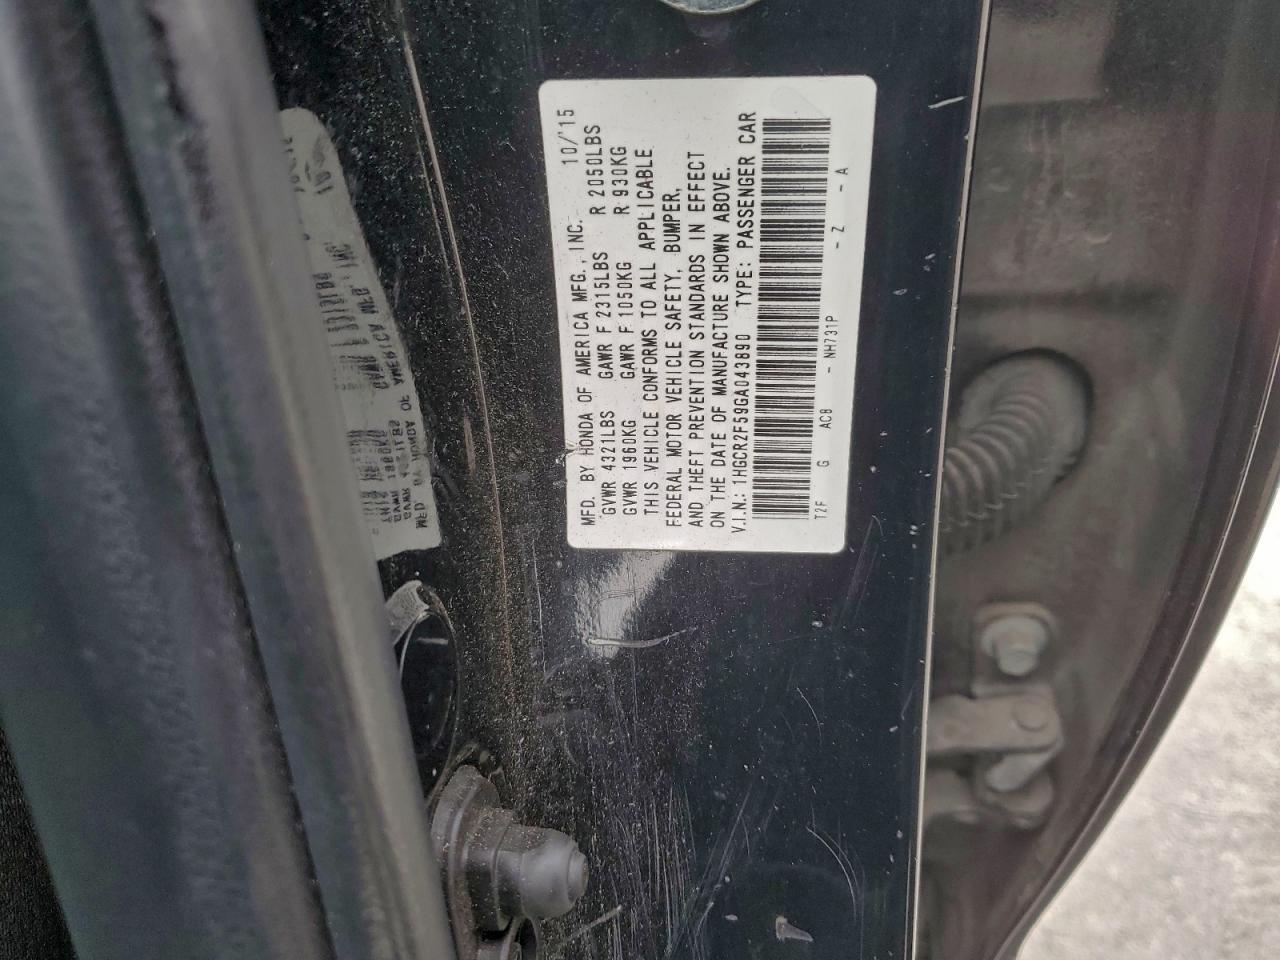 MFD. BY HONDA OF AMERICA MFG., INC. 10/'15
GVWR 4321LBS GAWR F 2315LBS R 2050LBS
GVWR 1960KG GAWR F 1050KG R 930KG
THIS VEHICLE CONFORMS TO ALL APPLICABLE
FEDERAL MOTOR VEHICLE SAFETY, BUMPER,
AND THEFT PREVENTION STANDARDS IN EFFECT
ON THE DATE OF MANUFACTURE SHOWN ABOVE.
V.I.N.: 1HGCR2F59GA043890 TYPE: PASSENGER CAR
T2F G AC8 - NH731P - Z - A